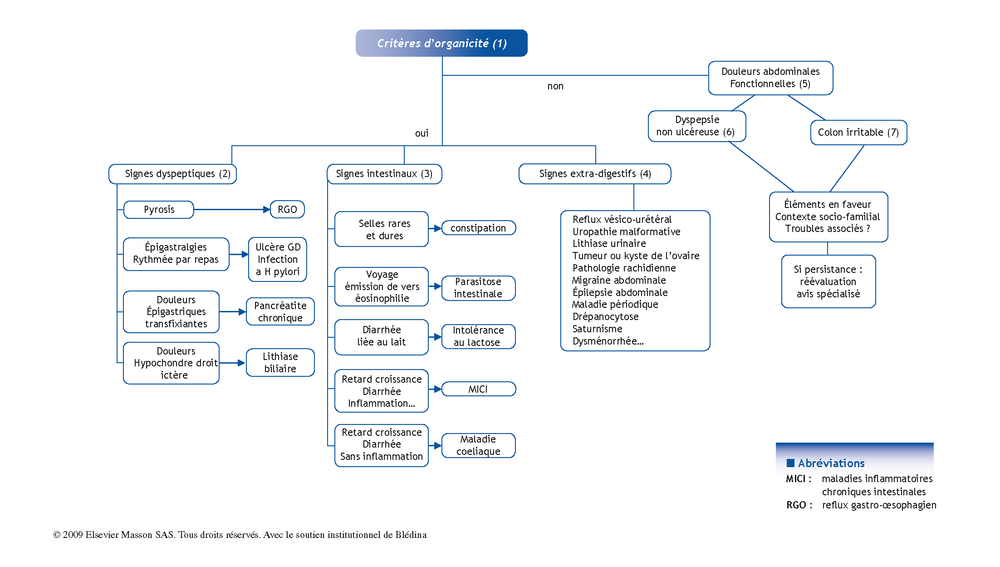 Critères d'organicité (1)
non
oui
Douleurs abdominales
Fonctionnelles (5)
Dyspepsie
non ulcéreuse (6)
Colon irritable (7)
Éléments en faveur
Contexte socio-familial
Troubles associés ?
Si persistance :
réévaluation
avis spécialisé
Signes dyspeptiques (2)
Pyrosis
RGO
Épigastralgies
Rythmée par repas
Ulcère GD
Infection
a H pylori
Douleurs
Épigastriques
transfixiantes
Pancréatite
chronique
Douleurs
Hypochondre droit
ictère
Lithiase
biliaire
Signes intestinaux (3)
Selles rares
et dures
constipation
Voyage
émission de vers
éosinophilie
Parasitose
intestinale
Diarrhée
liée au lait
Intolérance
au lactose
Retard croissance
Diarrhée
Inflammation…
MICI
Retard croissance
Diarrhée
Sans inflammation
Maladie
coeliaque
Signes extra-digestifs (4)
Reflux vésico-urétéral
Uropathie malformative
Lithiase urinaire
Tumeur ou kyste de l'ovaire
Pathologie rachidienne
Migraine abdominale
Épilepsie abdominale
Maladie périodique
Drépanocytose
Saturnisme
Dysménorrhée…
Abréviations
MICI : maladies inflammatoires
chroniques intestinales
RGO : reflux gastro-œsophagien
© 2009 Elsevier Masson SAS. Tous droits réservés. Avec le soutien institutionnel de Blédina